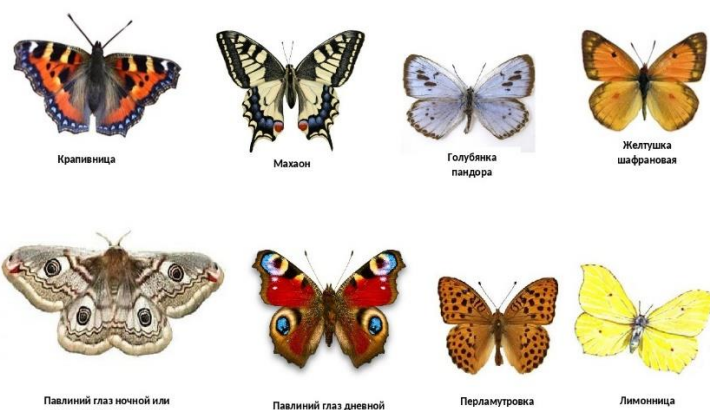 Крапивница
Махаон
Голубянка
пандора
Желтушка
шафрановая
Павлиний глаз ночной или
Павлиний глаз дневной
Перламутровка
Лимонница